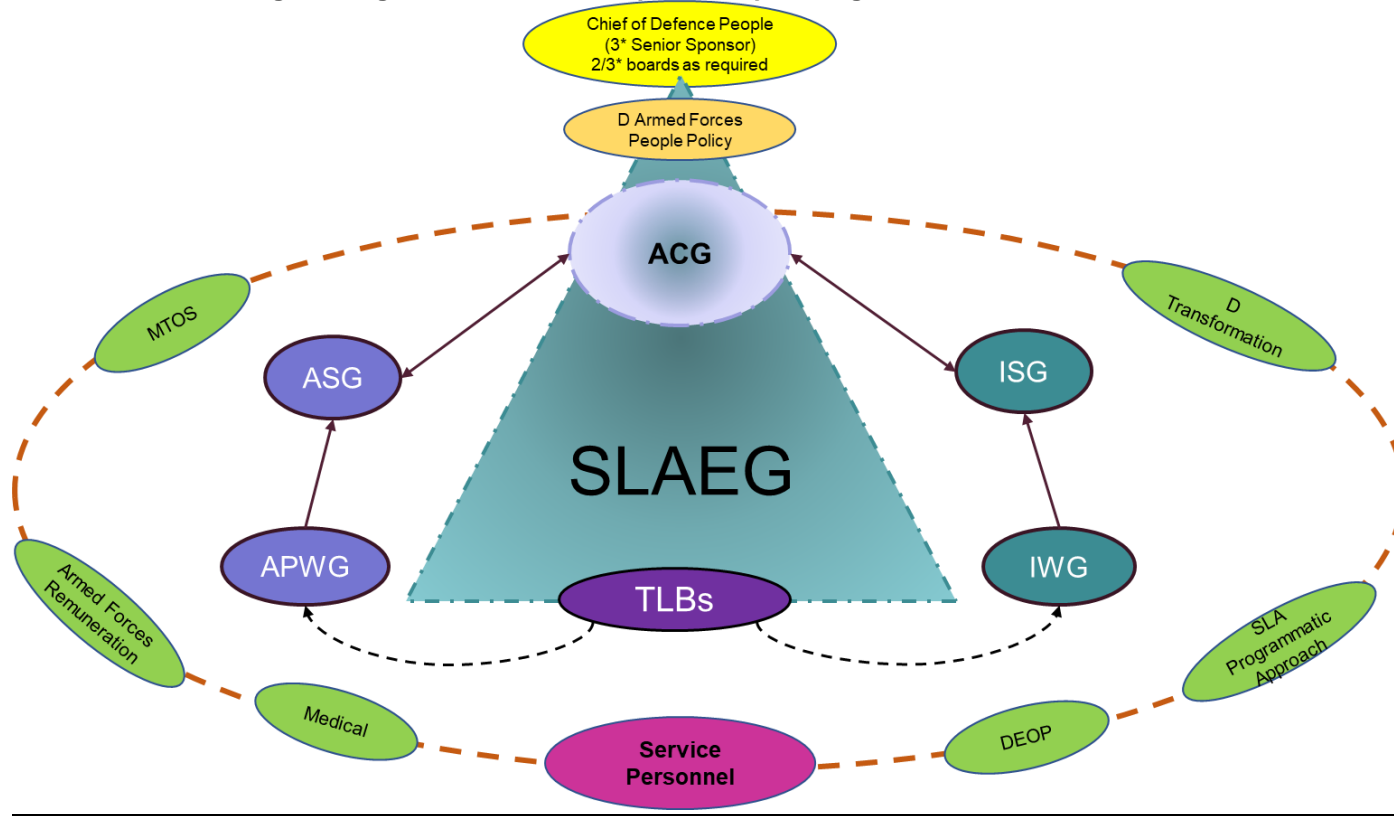 Chief of Defence People
(3* Senior Sponsor)
2/3* boards as required
D Armed Forces
People Policy
ACG
MTOS
D
Transformation
ASG
ISG
SLAEG
APWG
IWG
TLBs
Armed Forces
Remuneration
SLA
Programmatic
Approach
Medical
DEOP
Service
Personnel